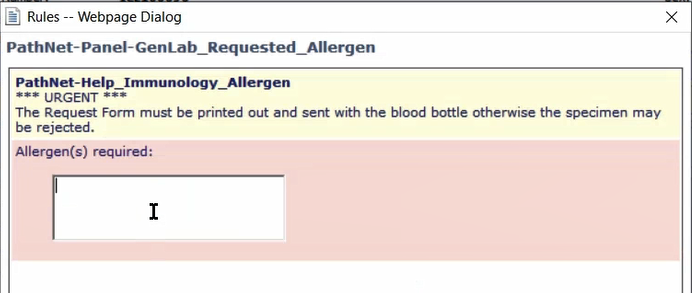 Rules -- Webpage Dialog
PathNet-Panel-GenLab_Requested_Allergen
PathNet-Help_Immunology_Allergen
*** URGENT ***
The Request Form must be printed out and sent with the blood bottle otherwise the specimen may
be rejected.
Allergen(s) required: